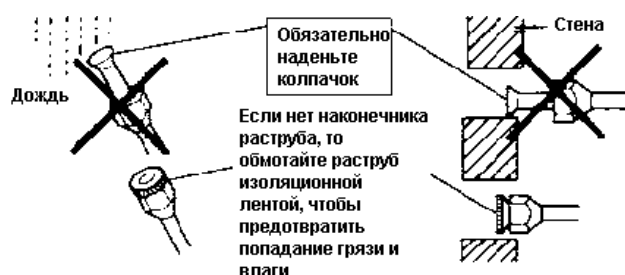 Обязательно
наденьте
колпачок
Стена
Дождь
Если нет наконечника
раструба, то
обмотайте раструб
изоляционной
лентой, чтобы
предотвратить
попадание грязи и
влаги